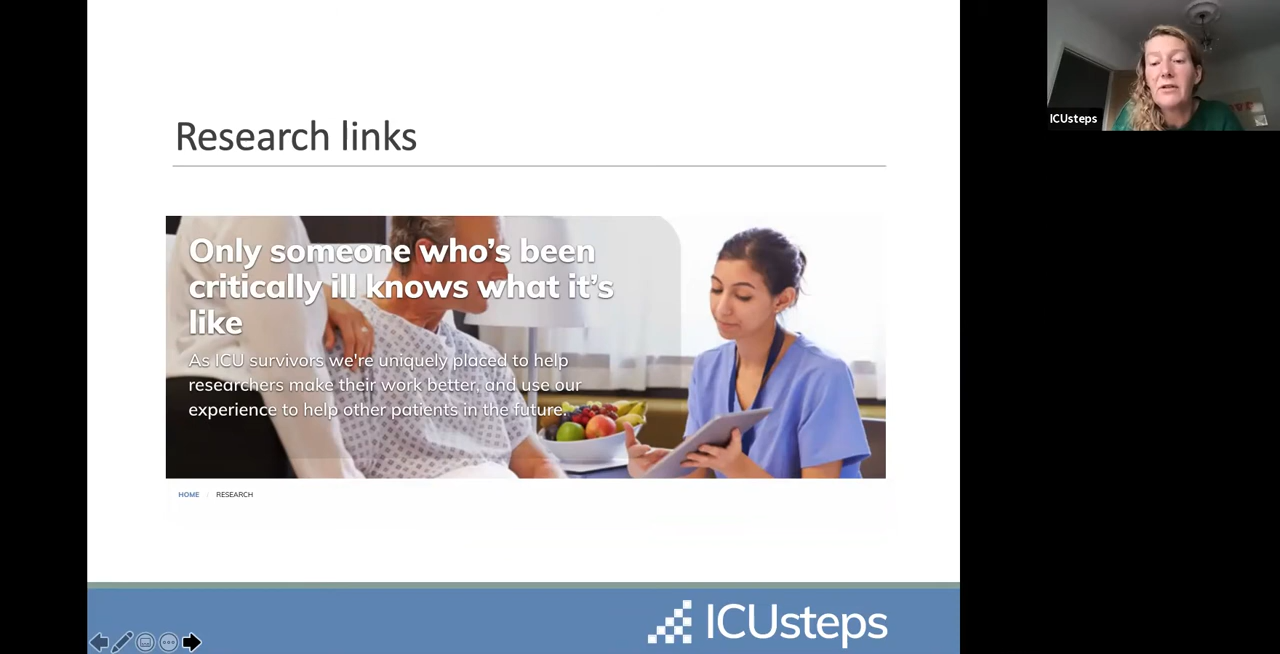 Research links
Only someone who's been
critically ill knows what it's
like
As ICU survivors we're uniquely placed to help
researchers make their work better, and use our
experience to help other patients in the future.
HOME / RESEARCH
ICUsteps
ICUsteps